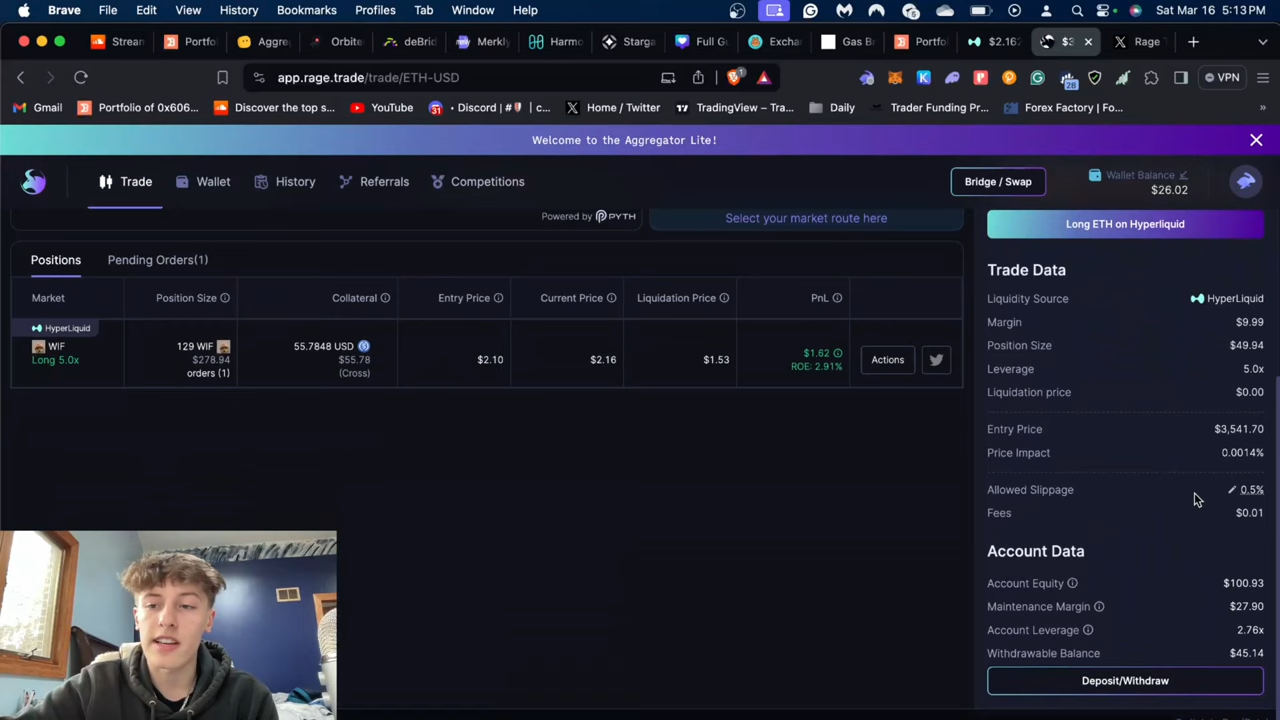 Brave File Edit View History Bookmarks Profiles Tab Window Help Sat Mar 16 5:13 PM
Stream Portfo Aggre Orbite deBrid Merkly Harmo Starga Full Gu Exchan Gas B Portfo $2.162 $3 Rage T
app.rage.trade/trade/ETH-USD VPN
Gmail Portfolio of 0x606... Discover the top s... YouTube • Discord | #🎙 | c... Home / Twitter TradingView – Tra... Daily Trader Funding Pr... Forex Factory | Fo... »
Welcome to the Aggregator Lite!
Trade Wallet History Referrals Competitions Bridge / Swap Wallet Balance
$26.02
Powered by PYTH Select your market route here Long ETH on Hyperliquid
Positions Pending Orders(1)
Market Position Size Collateral Entry Price Current Price Liquidation Price PnL
HyperLiquid
WIF 129 WIF 55.7848 USD $1.62
Long 5.0x $278.94 $55.78 $2.10 $2.16 $1.53 ROE: 2.91% Actions
orders (1) (Cross)
Trade Data
Liquidity Source HyperLiquid
Margin $9.99
Position Size $49.94
Leverage 5.0x
Liquidation price $0.00
Entry Price $3,541.70
Price Impact 0.0014%
Allowed Slippage 0.5%
Fees $0.01
Account Data
Account Equity $100.93
Maintenance Margin $27.90
Account Leverage 2.76x
Withdrawable Balance $45.14
Deposit/Withdraw